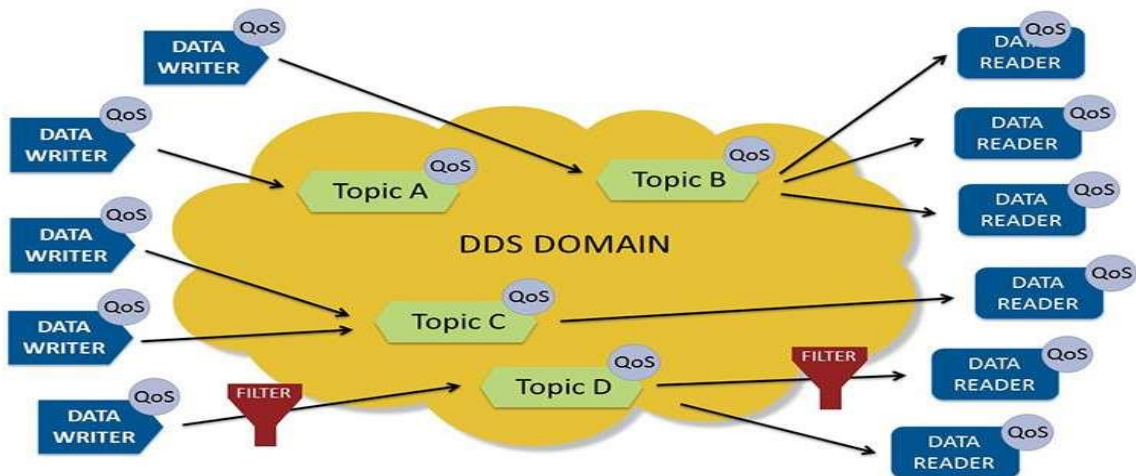 QoS
DATA
WRITER
QoS
DATA
READER
QoS
DATA
WRITER
QoS
DATA
READER
QoS
Topic A
QoS
Topic B
QoS
DATA
READER
QoS
DATA
WRITER
DDS DOMAIN
QoS
DATA
READER
QoS
DATA
WRITER
QoS
Topic C
QoS
Topic D
FILTER
QoS
DATA
READER
QoS
DATA
WRITER
FILTER
QoS
DATA
READER